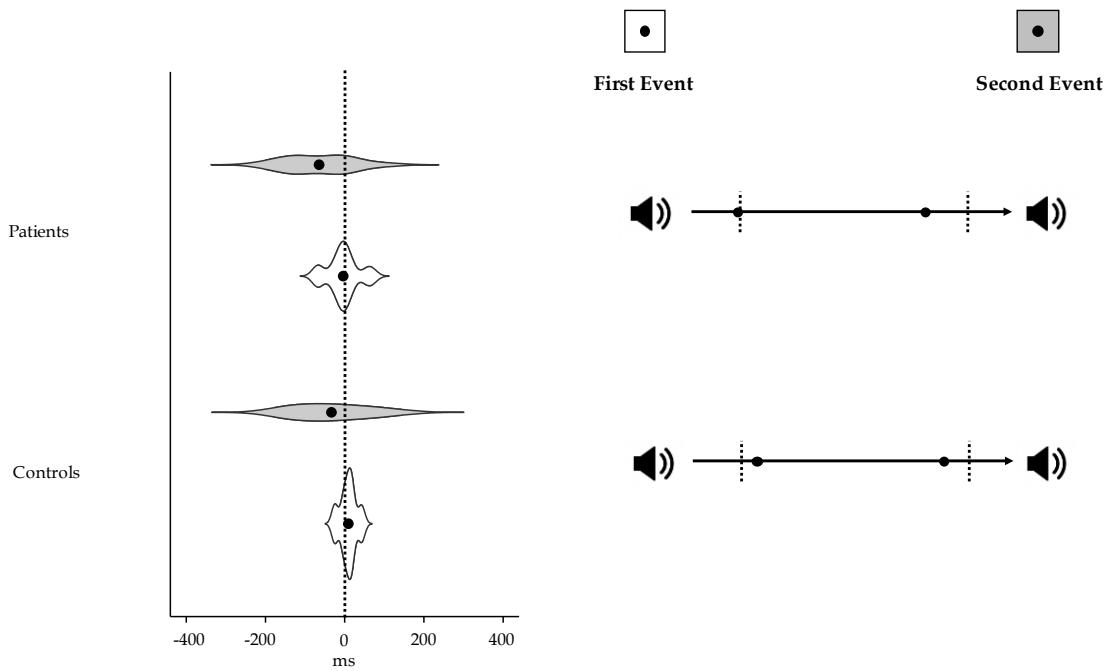 First Event
Second Event
Patients
Controls
-400
-200
0
200
400
ms